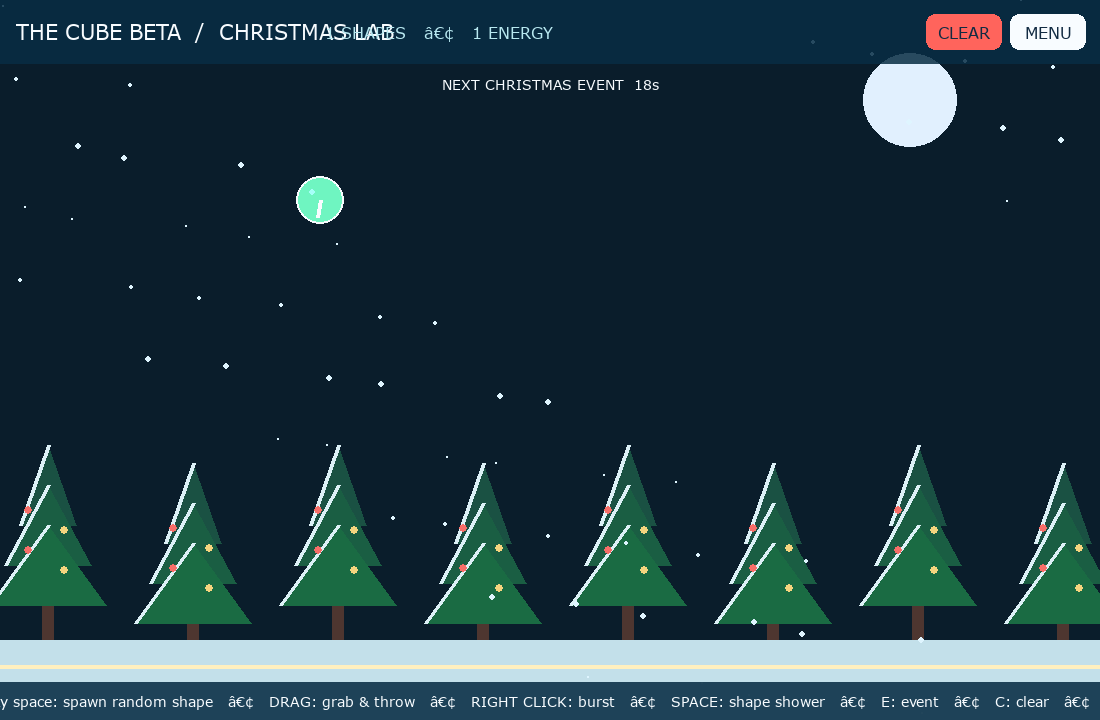 THE CUBE BETA / CHRISTMAS LAB
SHAPES â€¢ 1 ENERGY
CLEAR
MENU
NEXT CHRISTMAS EVENT 18s
y space: spawn random shape â€¢ DRAG: grab & throw â€¢ RIGHT CLICK: burst â€¢ SPACE: shape shower â€¢ E: event â€¢ C: clear â€¢